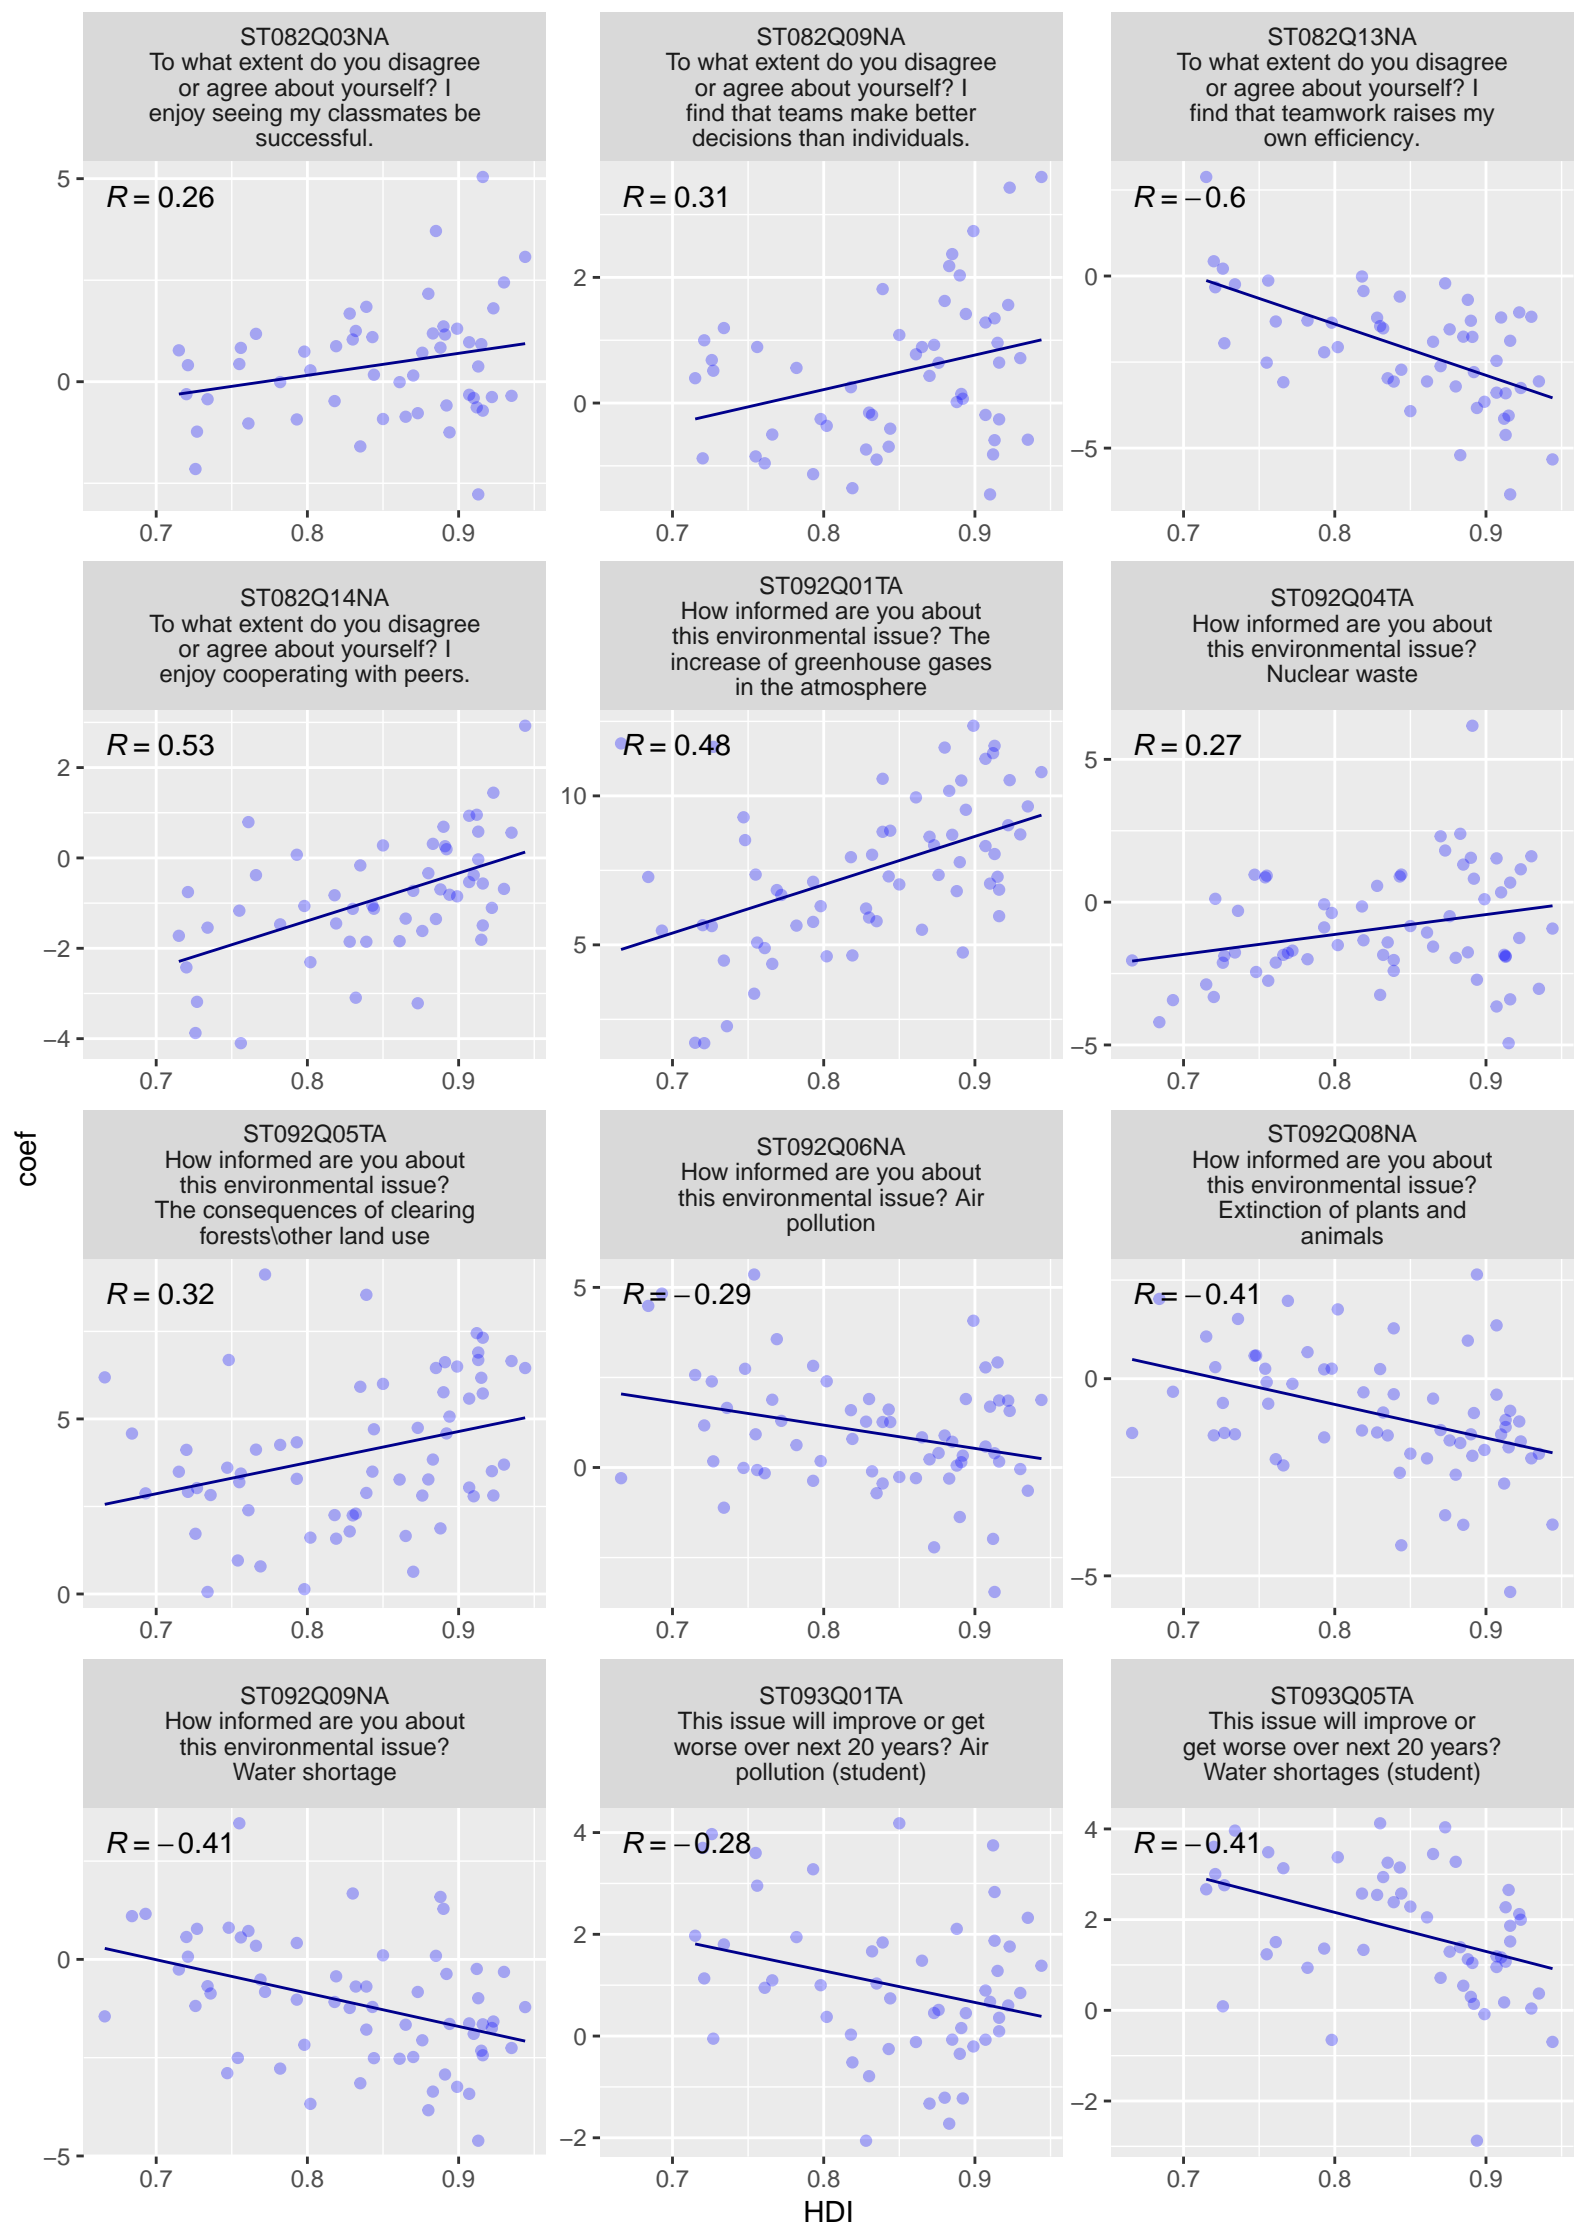 ST082Q03NA
To what extent do you disagree
or agree about yourself? I
enjoy seeing my classmates be
successful.
R = 0.26
5
0
0.7 0.8 0.9
ST082Q09NA
To what extent do you disagree
or agree about yourself? I
find that teams make better
decisions than individuals.
R = 0.31
2
0
0.7 0.8 0.9
ST082Q13NA
To what extent do you disagree
or agree about yourself? I
find that teamwork raises my
own efficiency.
R = −0.6
0
−5
0.7 0.8 0.9
ST082Q14NA
To what extent do you disagree
or agree about yourself? I
enjoy cooperating with peers.
R = 0.53
2
0
−2
−4
0.7 0.8 0.9
ST092Q01TA
How informed are you about
this environmental issue? The
increase of greenhouse gases
in the atmosphere
R = 0.48
10
5
0.7 0.8 0.9
ST092Q04TA
How informed are you about
this environmental issue?
Nuclear waste
R = 0.27
5
0
−5
0.7 0.8 0.9
coef
ST092Q05TA
How informed are you about
this environmental issue?
The consequences of clearing
forests\other land use
R = 0.32
5
0
0.7 0.8 0.9
ST092Q06NA
How informed are you about
this environmental issue? Air
pollution
R = −0.29
5
0
0.7 0.8 0.9
ST092Q08NA
How informed are you about
this environmental issue?
Extinction of plants and
animals
R = −0.41
0
−5
0.7 0.8 0.9
ST092Q09NA
How informed are you about
this environmental issue?
Water shortage
R = −0.41
0
−5
0.7 0.8 0.9
ST093Q01TA
This issue will improve or get
worse over next 20 years? Air
pollution (student)
R = −0.28
4
2
0
−2
0.7 0.8 0.9
ST093Q05TA
This issue will improve or
get worse over next 20 years?
Water shortages (student)
R = −0.41
4
2
0
−2
0.7 0.8 0.9
HDI